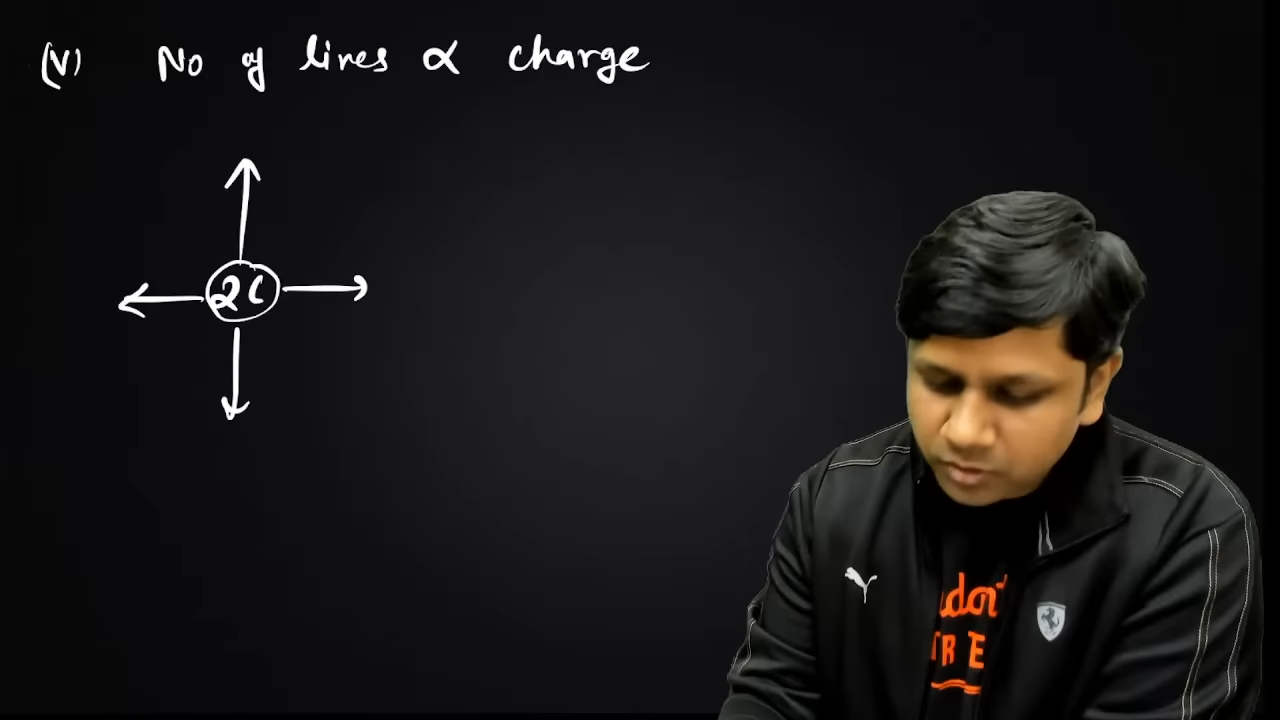 (V) No of lines ∝ charge
2C